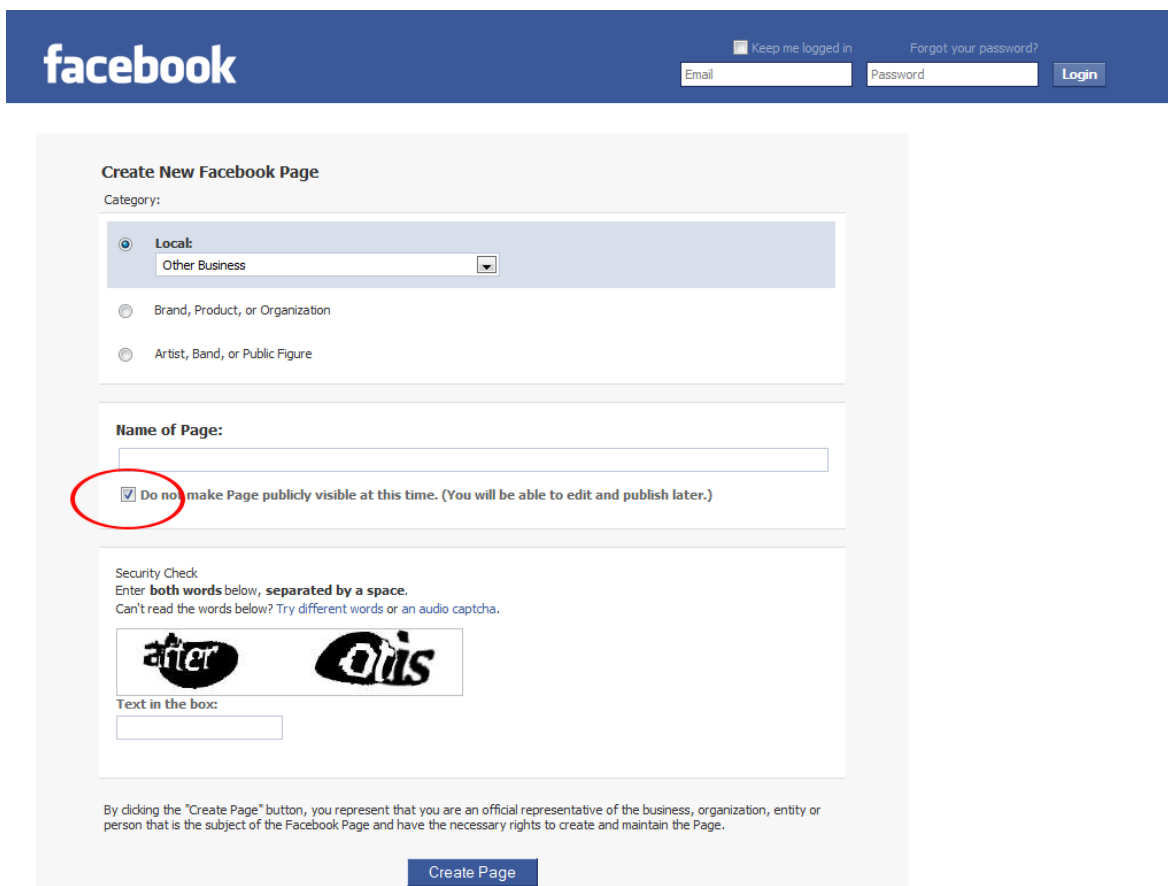 facebook
Keep me logged in
Forgot your password?
Email
Password
Login
Create New Facebook Page
Category:
Local:
Other Business
Brand, Product, or Organization
Artist, Band, or Public Figure
Name of Page:
Do not make Page publicly visible at this time. (You will be able to edit and publish later.)
Security Check
Enter both words below, separated by a space.
Can't read the words below? Try different words or an audio captcha.
after otis
Text in the box:
By clicking the "Create Page" button, you represent that you are an official representative of the business, organization, entity or
person that is the subject of the Facebook Page and have the necessary rights to create and maintain the Page.
Create Page